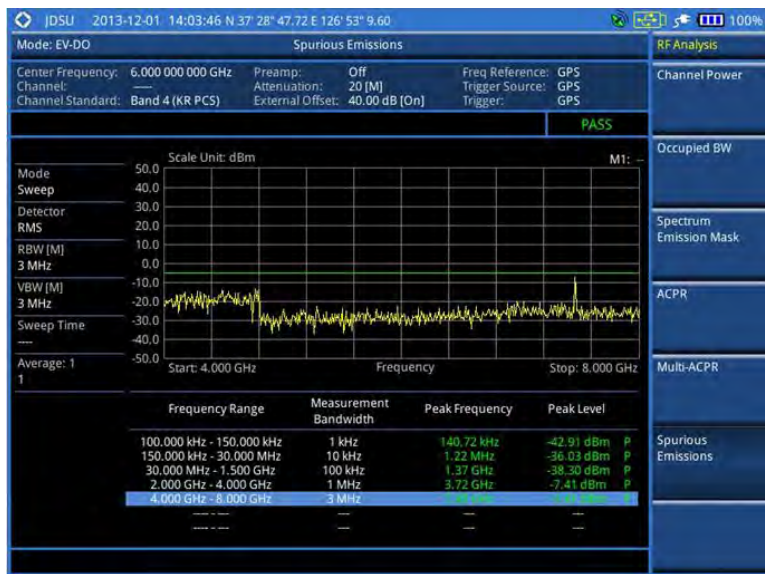 JDSU 2013-12-01 14:03:46 N 37' 28" 47.72 E 126' 53" 9.60 100%
Mode: EV-DO Spurious Emissions RF Analysis
Center Frequency: 6.000 000 000 GHz Preamp: Off Freq Reference: GPS
Channel: ---- Attenuation: 20 [M] Trigger Source: GPS
Channel Standard: Band 4 (KR PCS) External Offset: 40.00 dB [On] Trigger: GPS
PASS
Mode
Sweep
Detector
RMS
RBW [M]
3 MHz
VBW [M]
3 MHz
Sweep Time
----
Average: 1
1
Scale Unit: dBm M1: --
50.0
40.0
30.0
20.0
10.0
0.0
-10.0
-20.0
-30.0
-40.0
-50.0
Start: 4.000 GHz Frequency Stop: 8.000 GHz
Frequency Range Measurement Bandwidth Peak Frequency Peak Level
100.000 kHz - 150.000 kHz 1 kHz 140.72 kHz -42.91 dBm P
150.000 kHz - 30.000 MHz 10 kHz 1.22 MHz -36.03 dBm P
30.000 MHz - 1.500 GHz 100 kHz 1.37 GHz -38.30 dBm P
2.000 GHz - 4.000 GHz 1 MHz 3.72 GHz -7.41 dBm P
4.000 GHz - 8.000 GHz 3 MHz
---- - ---- -- -- --
---- - ---- -- -- --
Channel Power
Occupied BW
Spectrum
Emission Mask
ACPR
Multi-ACPR
Spurious
Emissions